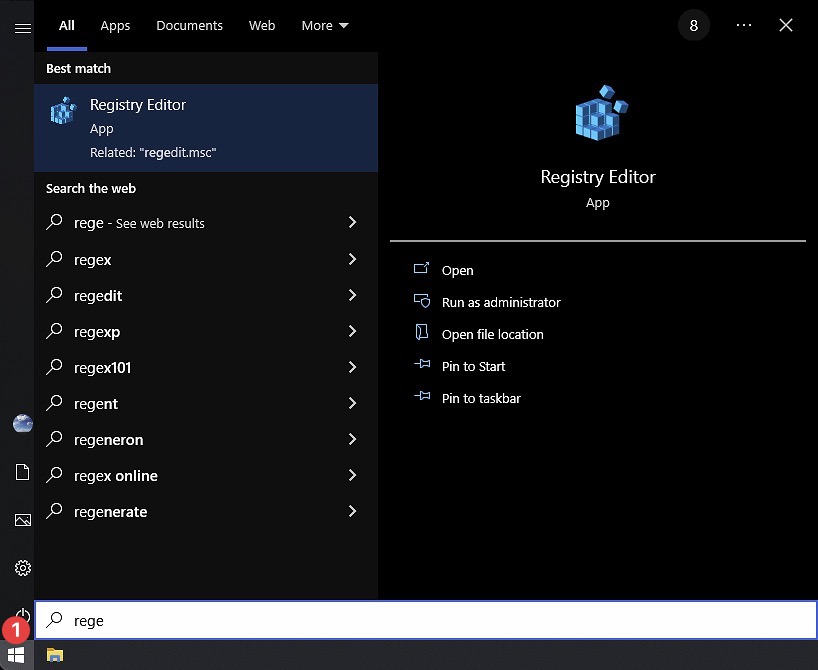 All Apps Documents Web More 8 ...
Best match
Registry Editor
App
Related: "regedit.msc"
Search the web
rege - See web results
regex
regedit
regexp
regex101
regent
regeneron
regex online
regenerate
Registry Editor
App
Open
Run as administrator
Open file location
Pin to Start
Pin to taskbar
rege
1